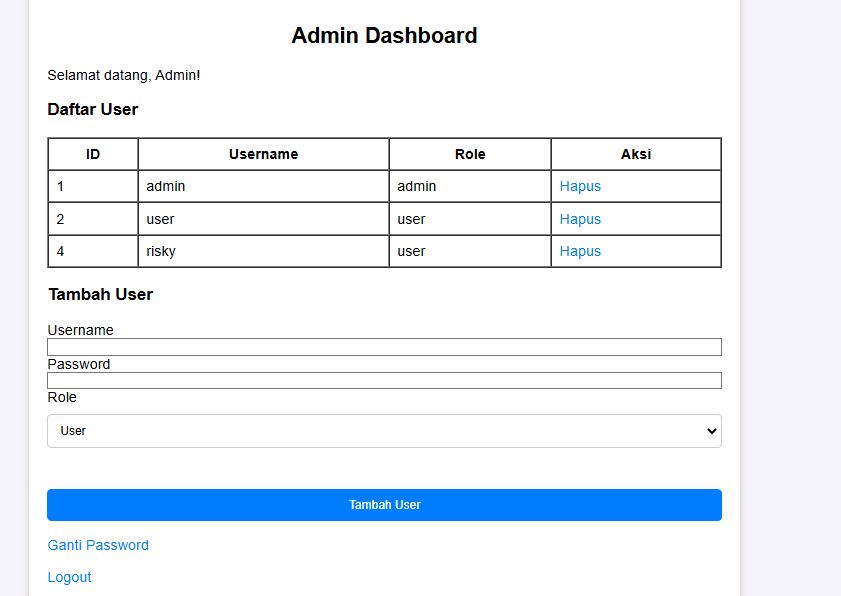 Admin Dashboard
Selamat datang, Admin!
Daftar User
ID Username Role Aksi
1 admin admin Hapus
2 user user Hapus
4 risky user Hapus
Tambah User
Username
Password
Role
User
Tambah User
Ganti Password
Logout